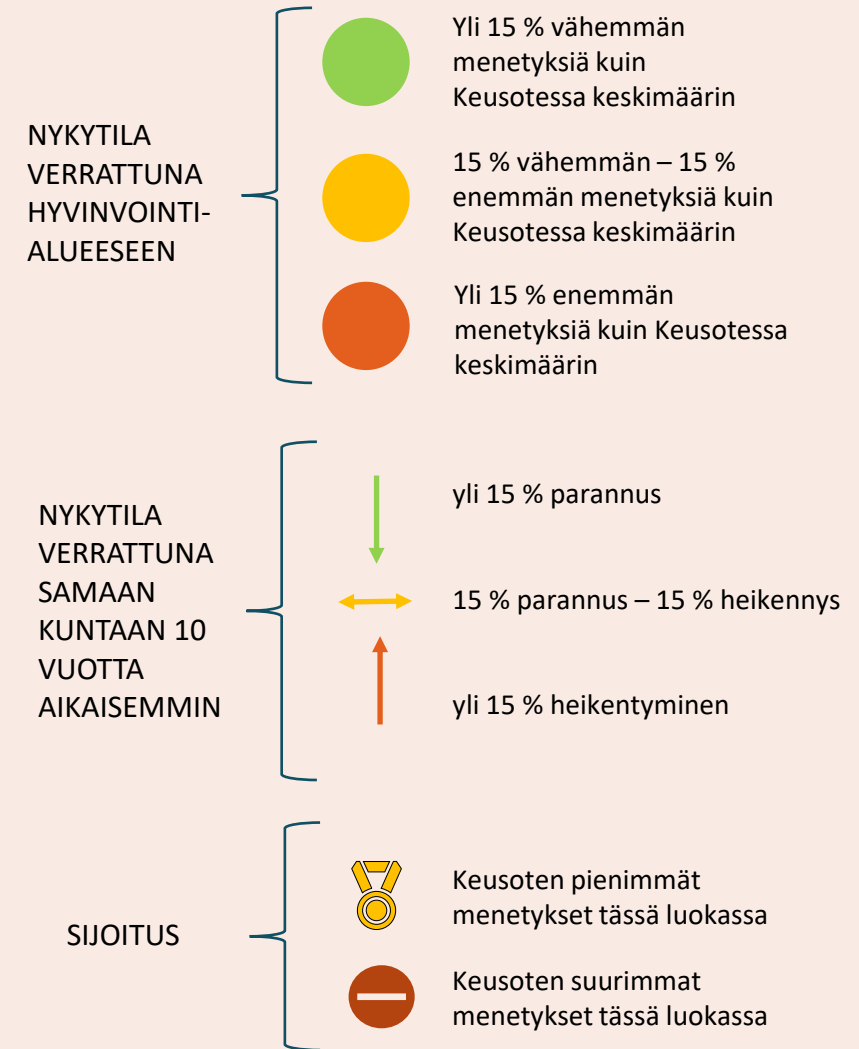 NYKYTILA
VERRATTUNA
HYVINVOINTI-
ALUEESEEN
Yli 15 % vähemmän
menetyksiä kuin
Keusotessa keskimäärin
15 % vähemmän – 15 %
enemmän menetyksiä kuin
Keusotessa keskimäärin
Yli 15 % enemmän
menetyksiä kuin Keusotessa
keskimäärin
NYKYTILA
VERRATTUNA
SAMAAN
KUNTAAN 10
VUOTTA
AIKAISEMMIN
yli 15 % parannus
15 % parannus – 15 % heikennys
yli 15 % heikentyminen
SIJOITUS
Keusoten pienimmät
menetykset tässä luokassa
Keusoten suurimmat
menetykset tässä luokassa